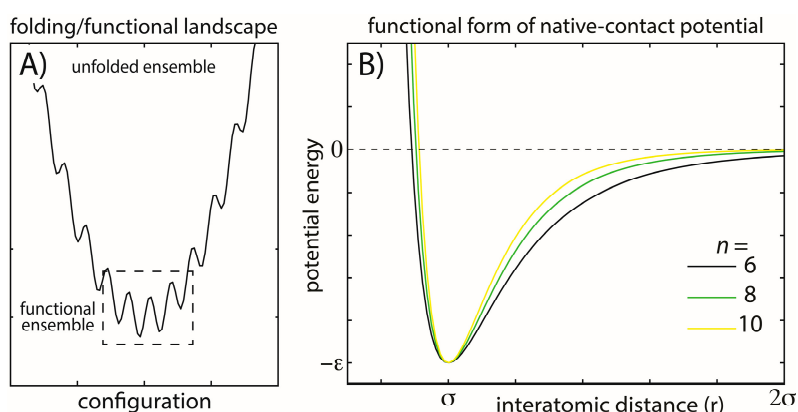 folding/functional landscape
A)
unfolded ensemble
functional
ensemble
configuration
functional form of native-contact potential
B)
potential energy
0
−ε
n =
6
8
10
σ
interatomic distance (r)
2σ